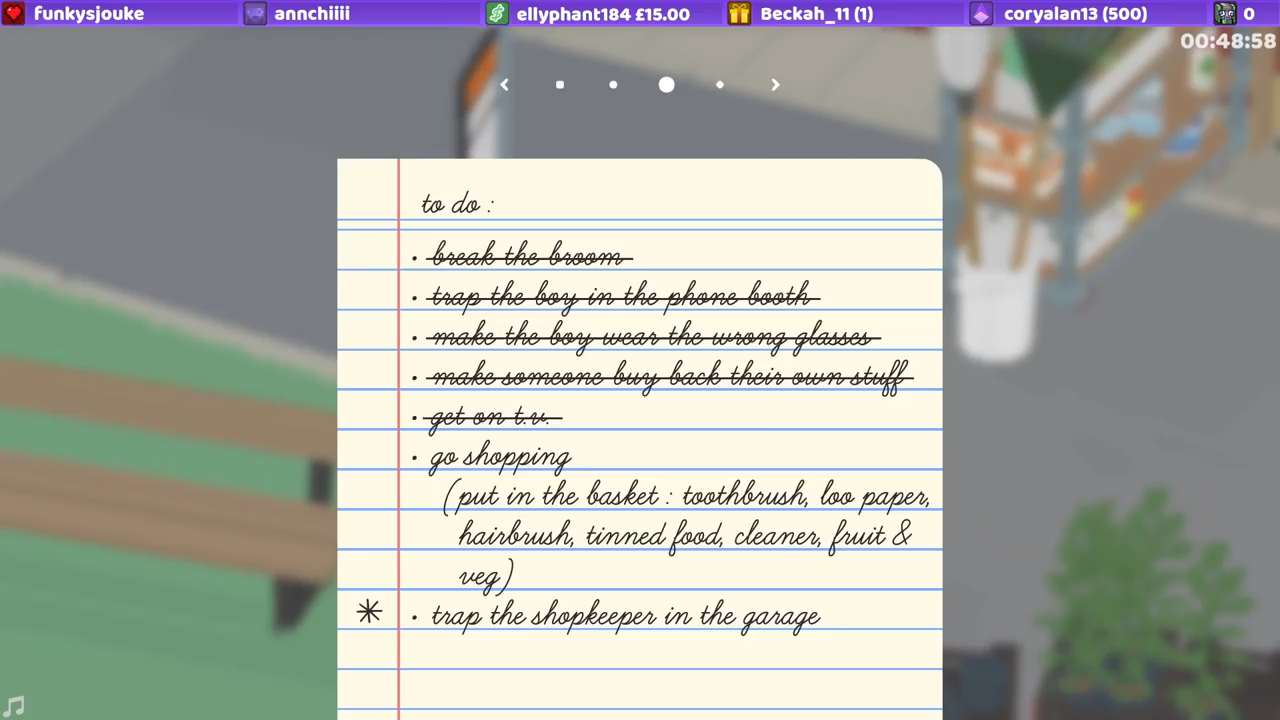 funkysjouke annchiiii ellyphant184 £15.00 Beckah_11 (1) coryalan13 (500) 0
00:48:58
to do :
• break the broom
• trap the boy in the phone booth
• make the boy wear the wrong glasses
• make someone buy back their own stuff
• get on t.v.
• go shopping
(put in the basket : toothbrush, loo paper,
hairbrush, tinned food, cleaner, fruit &
veg)
• trap the shopkeeper in the garage